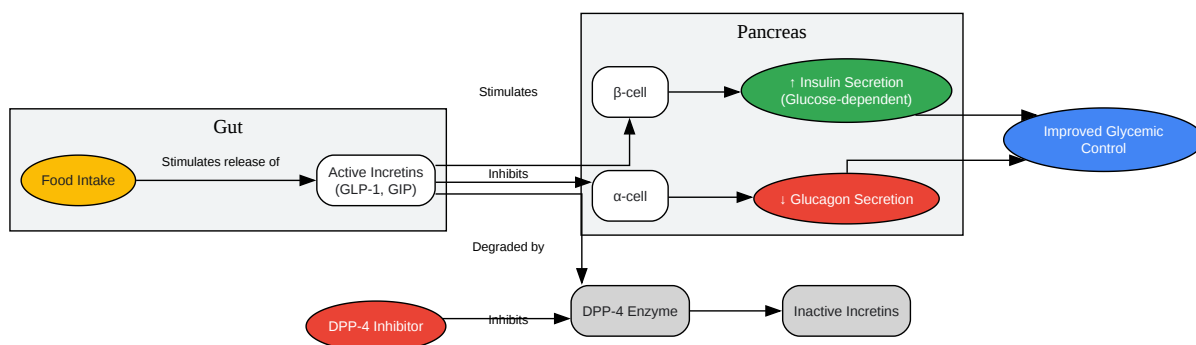 Pancreas
Stimulates
β-cell
↑ Insulin Secretion
(Glucose-dependent)
Gut
Improved Glycemic
Control
Food Intake
Stimulates release of
Active Incretins
(GLP-1, GIP)
Inhibits
α-cell
↓ Glucagon Secretion
Degraded by
DPP-4 Inhibitor
Inhibits
DPP-4 Enzyme
Inactive Incretins